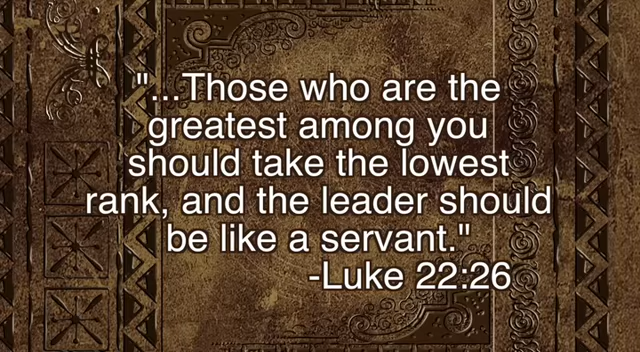 "...Those who are the
greatest among you
should take the lowest
rank, and the leader should
be like a servant."
-Luke 22:26